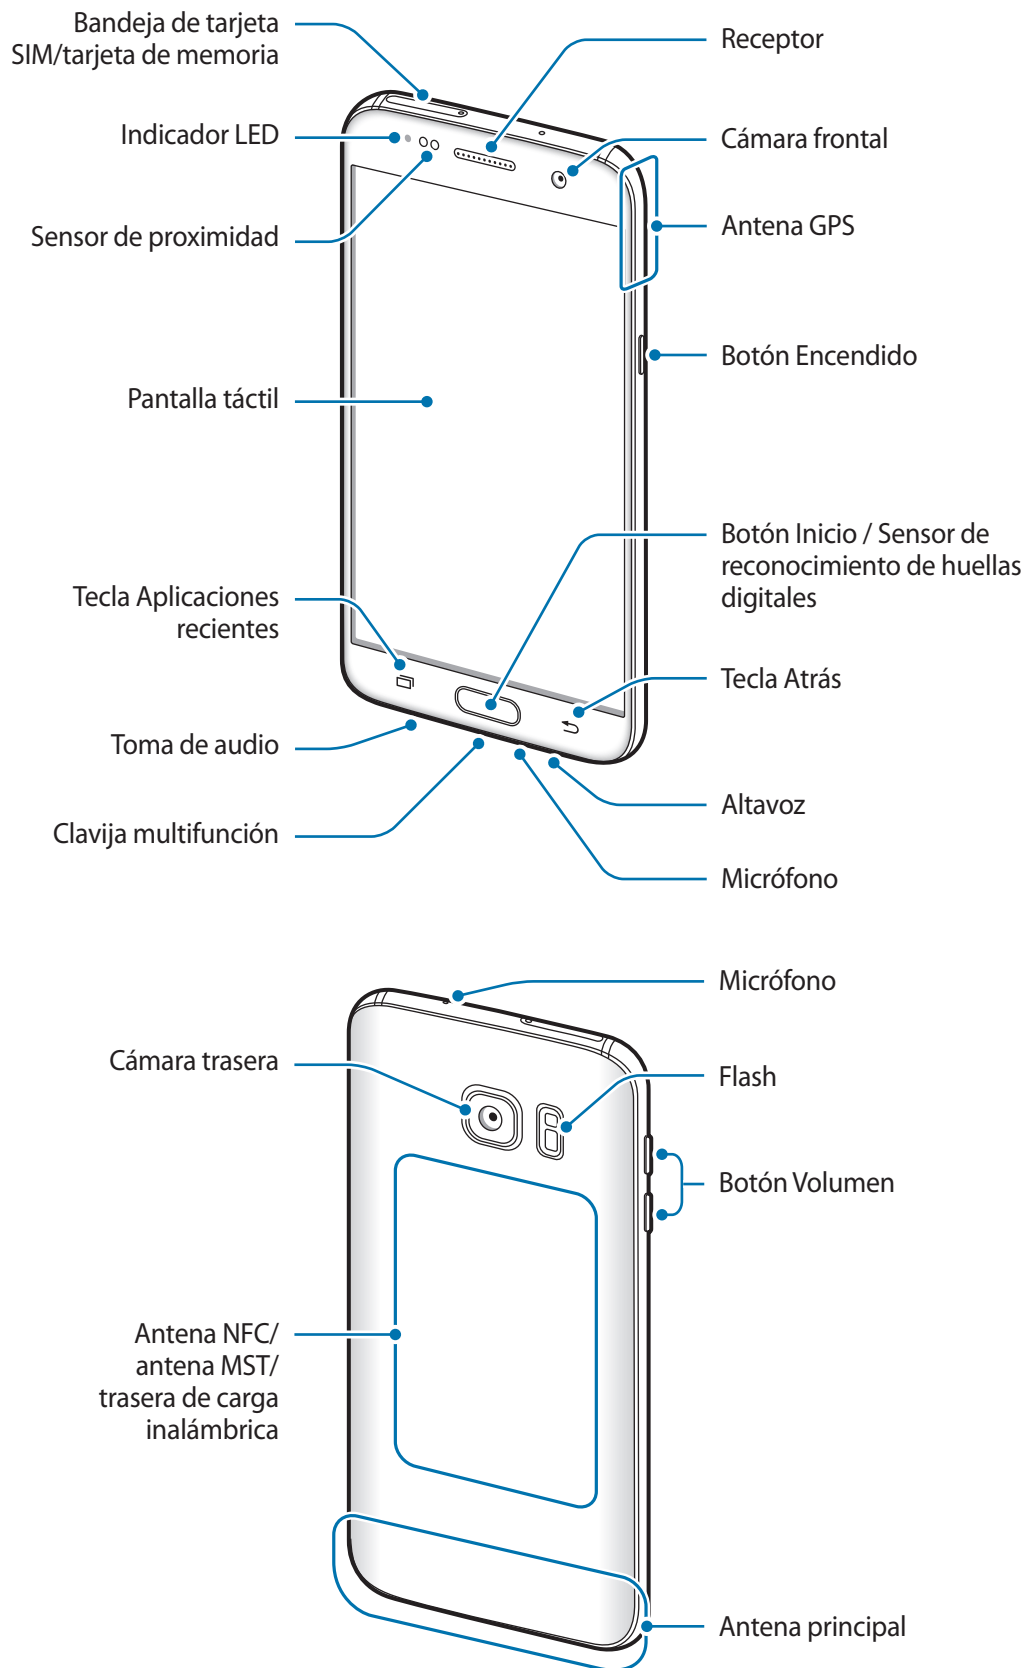 Bandeja de tarjeta
SIM/tarjeta de memoria
Receptor
Indicador LED
Cámara frontal
Sensor de proximidad
Antena GPS
Botón Encendido
Pantalla táctil
Botón Inicio / Sensor de
reconocimiento de huellas
digitales
Tecla Aplicaciones
recientes
Tecla Atrás
Toma de audio
Altavoz
Clavija multifunción
Micrófono
Micrófono
Cámara trasera
Flash
Botón Volumen
Antena NFC/
antena MST/
trasera de carga
inalámbrica
Antena principal